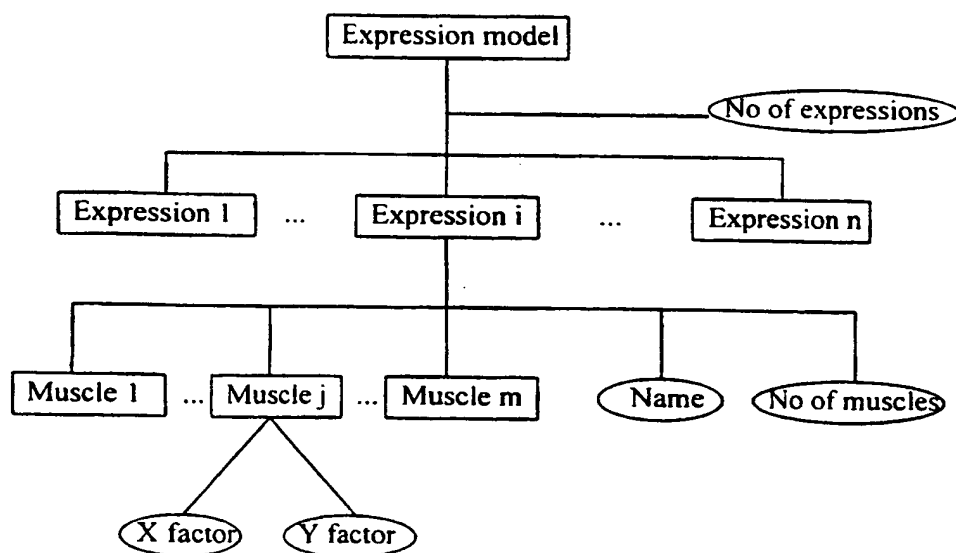 Expression model
No of expressions
Expression 1 ... Expression i ... Expression n
Muscle 1 ... Muscle j ... Muscle m Name No of muscles
X factor Y factor